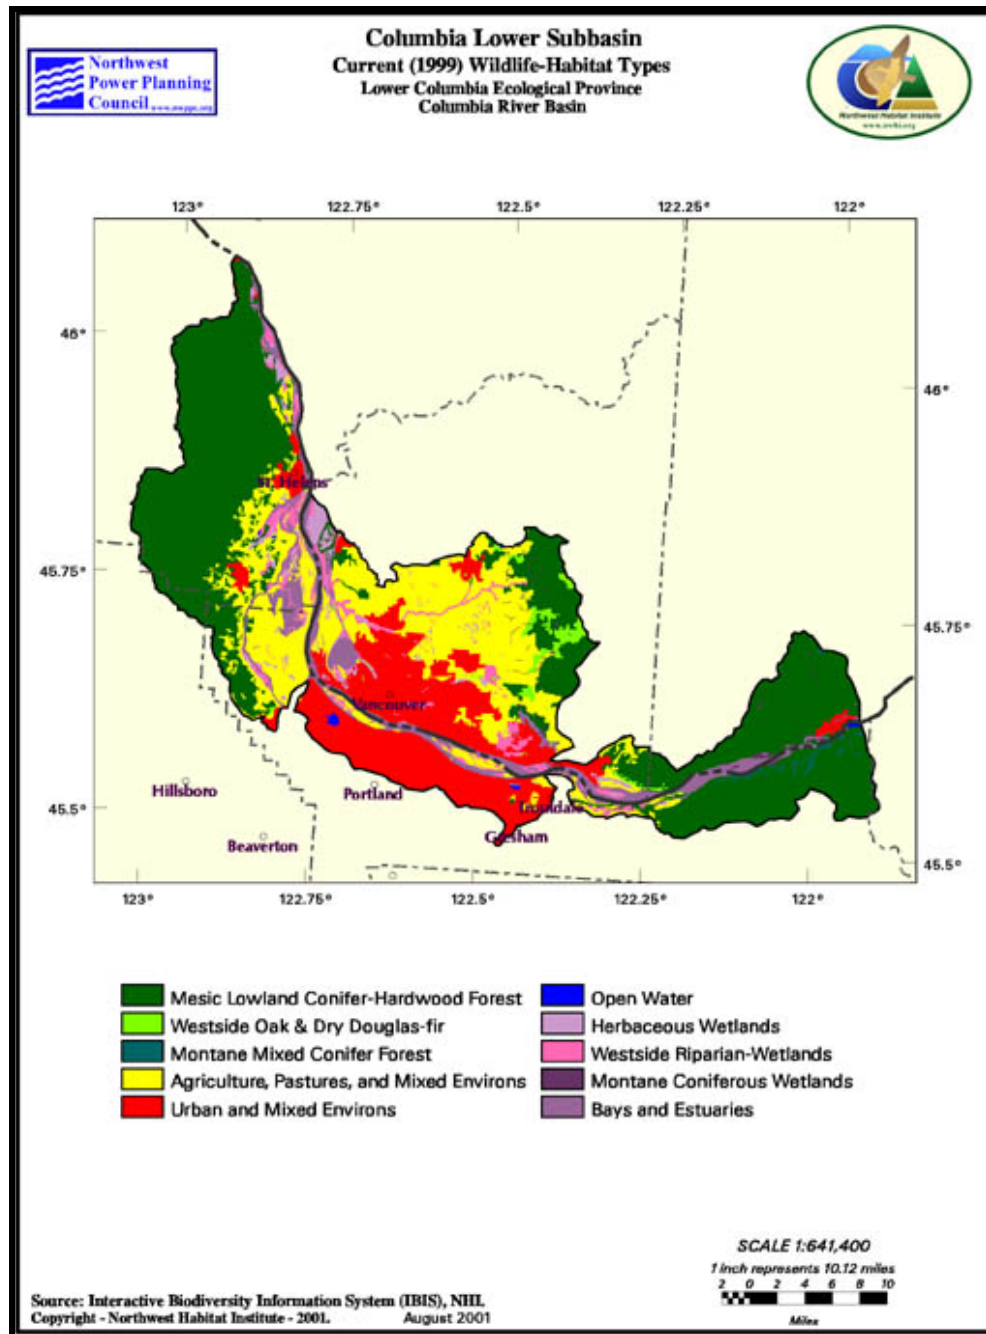 Columbia Lower Subbasin
Current (1999) Wildlife-Habitat Types
Lower Columbia Ecological Province
Columbia River Basin
Northwest
Power Planning
Council www.nwppc.org
Northwest Habitat Institute
www.nwhi.org
123° 122.75° 122.5° 122.25° 122°
46°
46°
St. Helens
45.75°
45.75°
Vancouver
Hillsboro
Portland
Troutdale
45.5°
Gresham
Beaverton
45.5°
123° 122.75° 122.5° 122.25° 122°
Mesic Lowland Conifer-Hardwood Forest
Westside Oak & Dry Douglas-fir
Montane Mixed Conifer Forest
Agriculture, Pastures, and Mixed Environs
Urban and Mixed Environs
Open Water
Herbaceous Wetlands
Westside Riparian-Wetlands
Montane Coniferous Wetlands
Bays and Estuaries
SCALE 1:641,400
1 inch represents 10.12 miles
2 0 2 4 6 8 10
Miles
Source: Interactive Biodiversity Information System (IBIS), NHI.
Copyright - Northwest Habitat Institute - 2001. August 2001